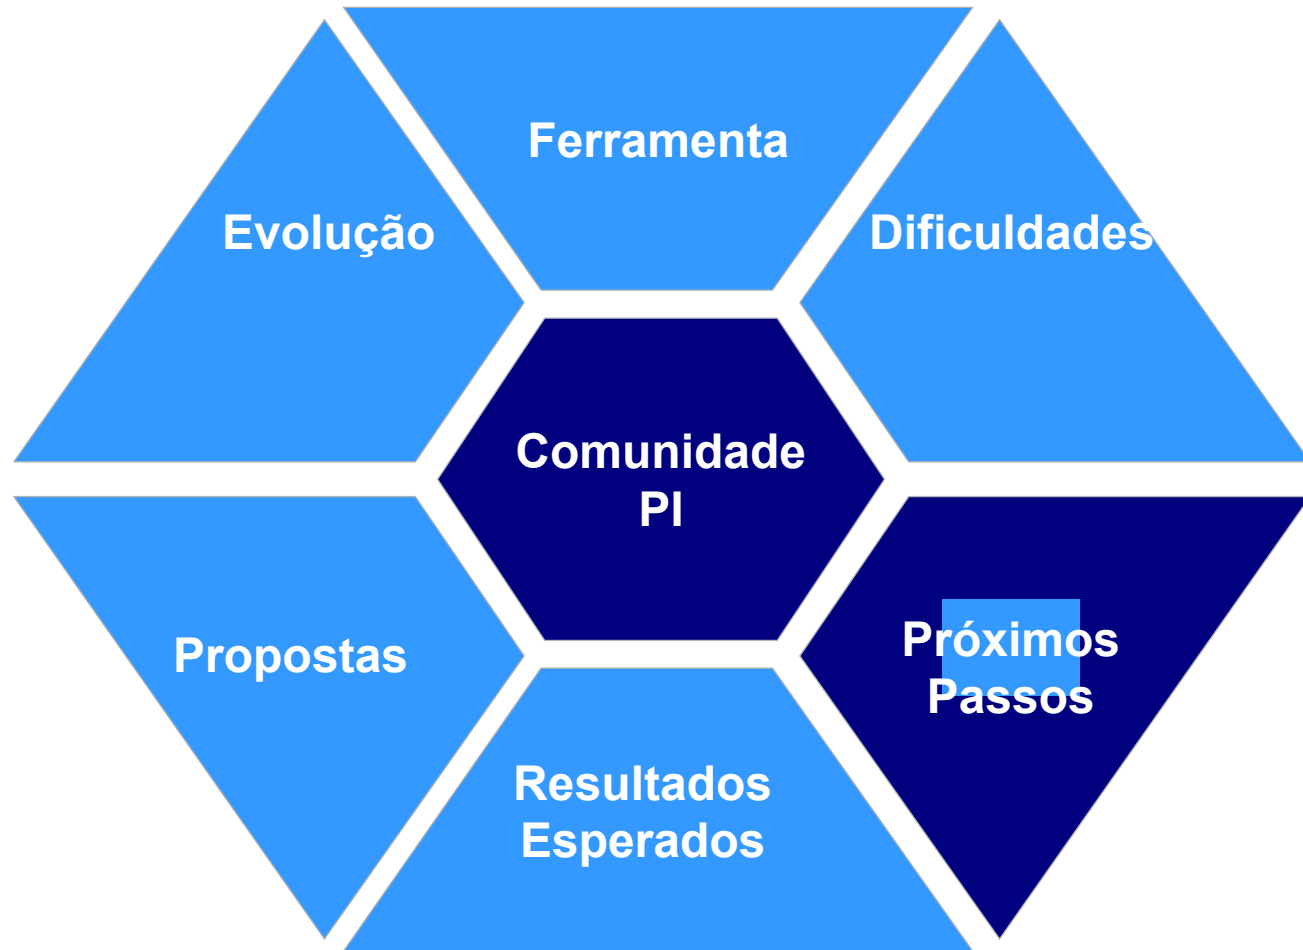 Ferramenta
Evolução
Dificuldades
Comunidade
PI
Propostas
Próximos
Passos
Resultados
Esperados